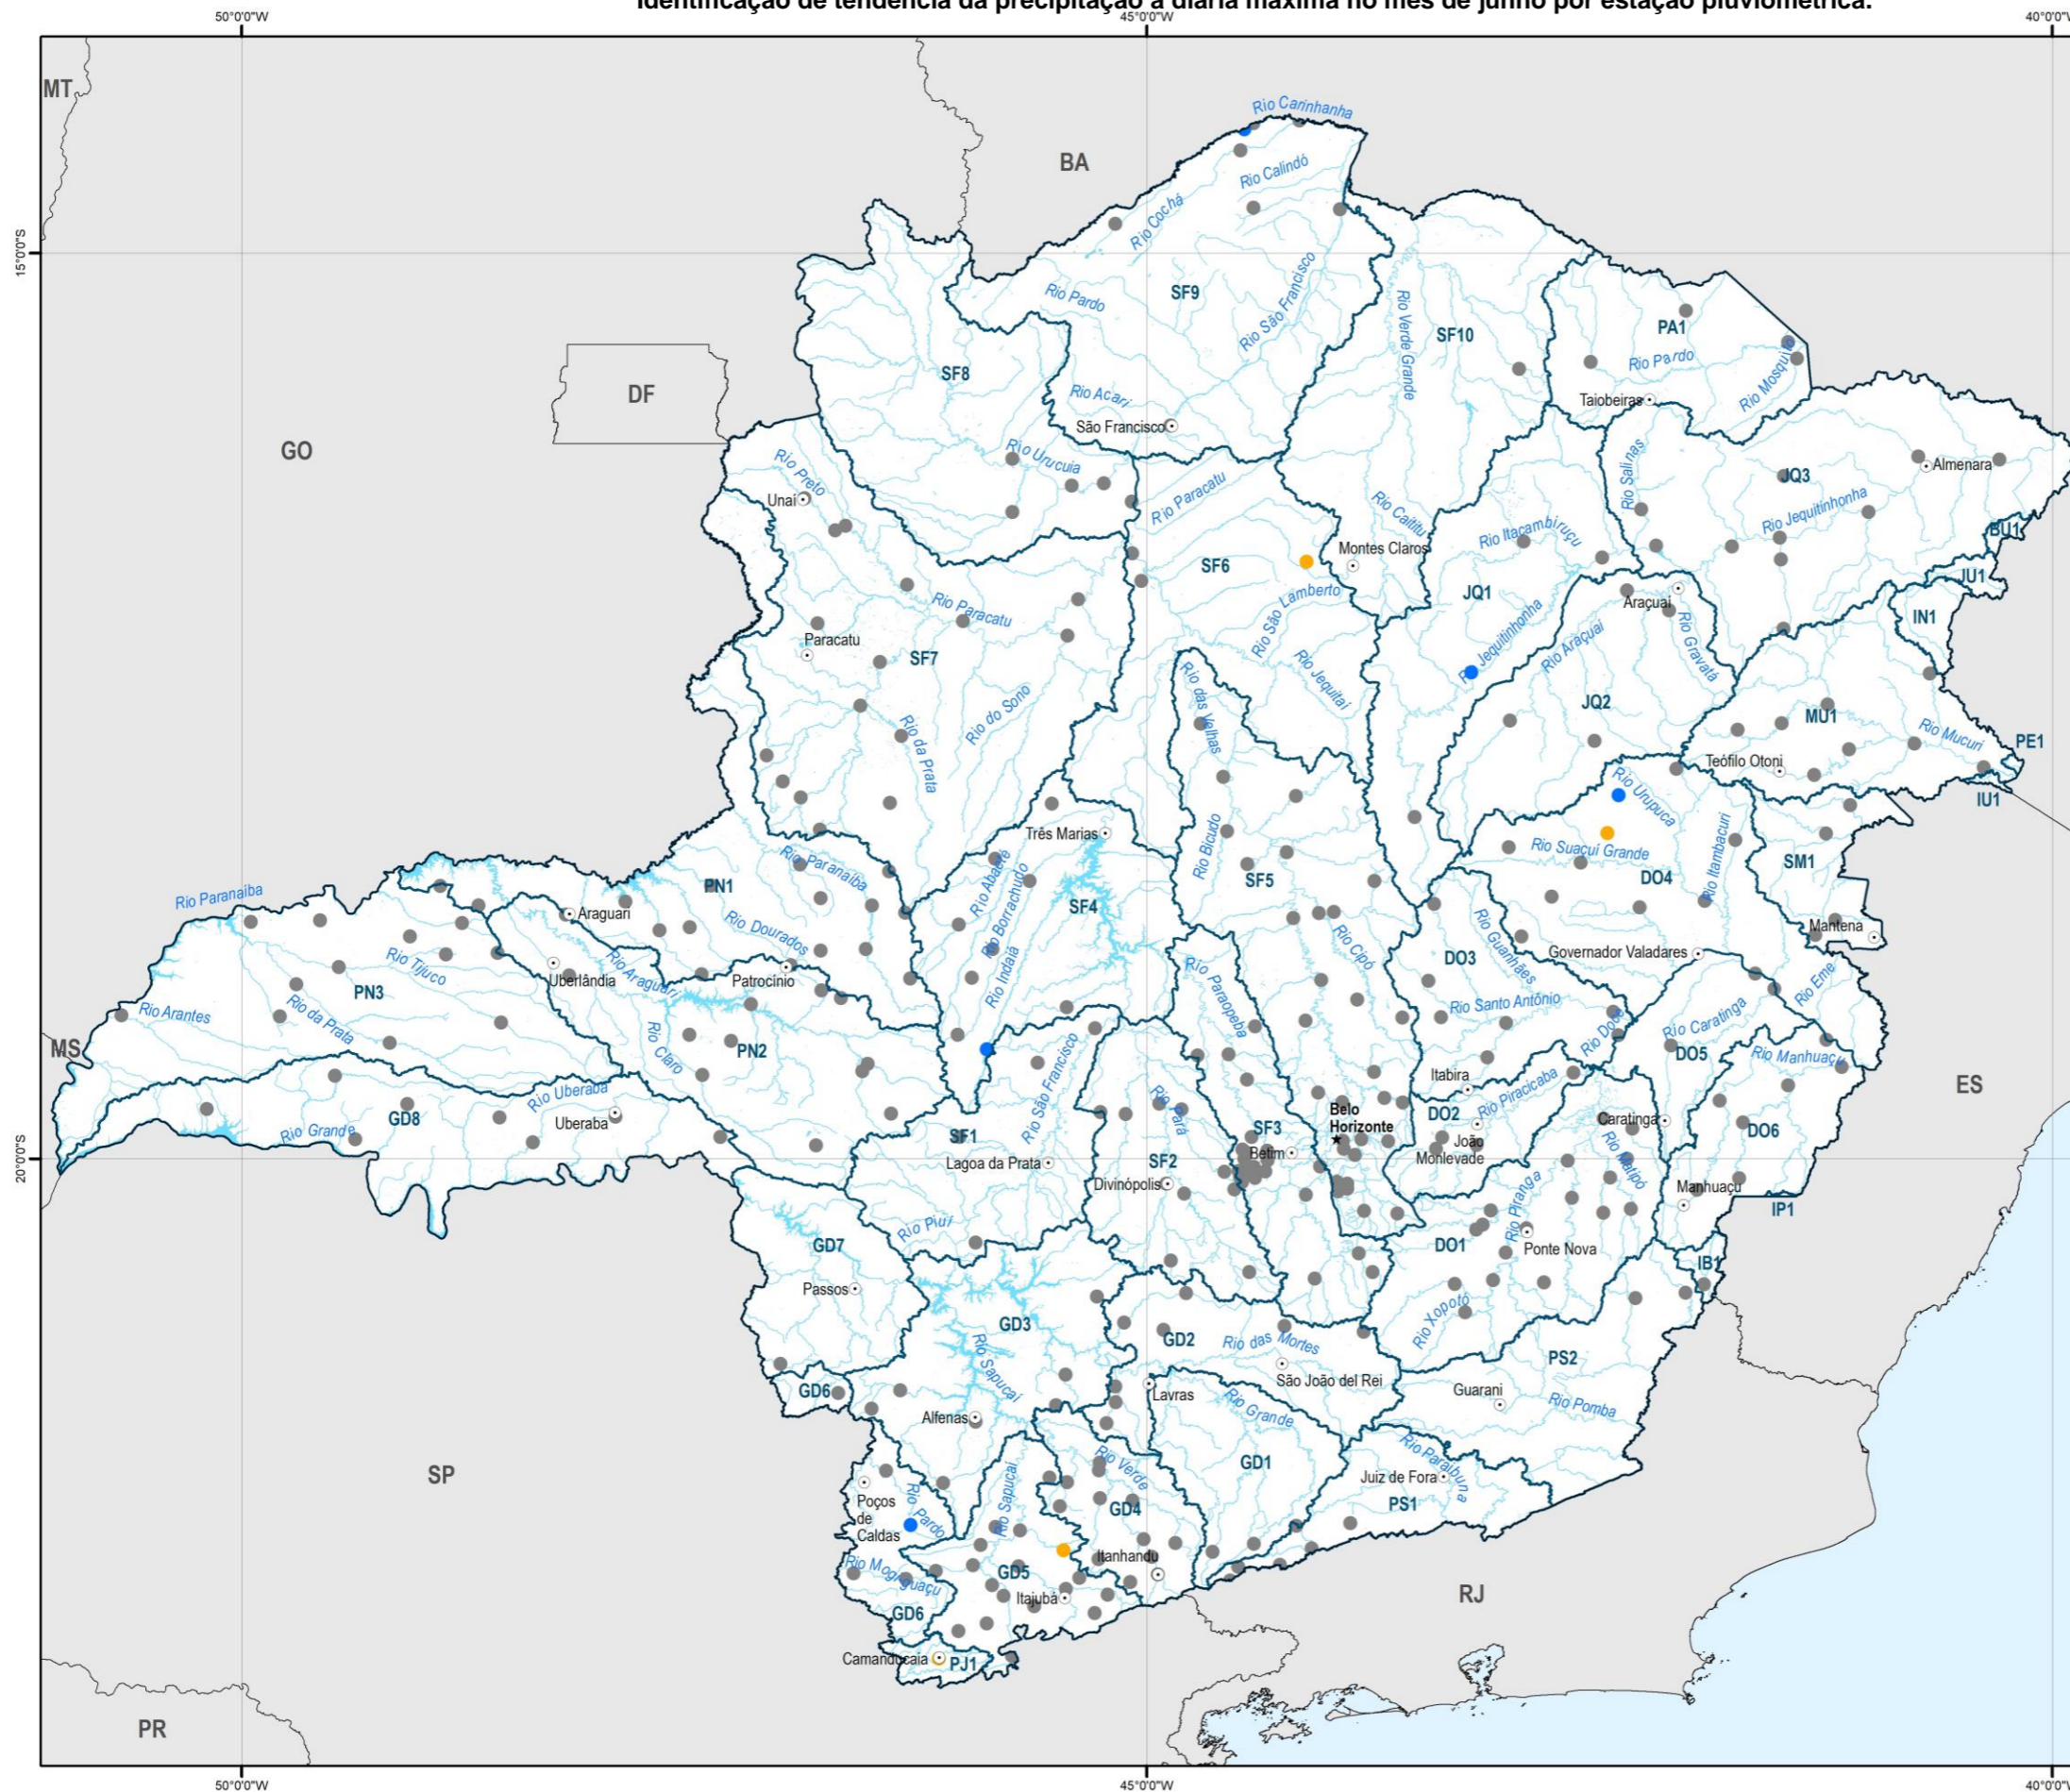 Identificação de tendência da precipitação a diária máxima no mês de junho por estação pluviométrica.
50°0'0"W
45°0'0"W
40°0'0"W
MT
Rio Carinhanha
BA
Rio Calindó
Rio Cochá
15°0'0"S
Rio Pardo
SF9
Rio São Francisco
Rio Verde Grande
SF10
PA1
Rio Pardo
Rio Mosquito
SF8
DF
Rio Acari
Taiobeiras
São Francisco
GO
Rio Urucuia
Rio Preto
Unaí
Rio Paracatu
Rio Salinas
Almenara
JQ3
Rio Caititu
Rio Jequitinhonha
Rio Itacambiruçu
BU1
Montes Claros
SF6
JU1
JQ1
Rio São Lamberto
Rio Paracatu
Araçuaí
IN1
Paracatu
SF7
Rio Jequitinhonha
Rio Araçuaí
Rio Gravatá
Rio das Velhas
Rio Jequitaí
JQ2
Rio do Sono
Rio da Prata
MU1
Rio Mucuri
PE1
Teófilo Otoni
IU1
Rio Urupuca
Três Marias
Rio Bicudo
Rio Suaçuí Grande
Rio Itambacuri
SM1
Rio Paranaíba
PN1
Rio Abaeté
SF5
DO4
Rio Paranaíba
Rio Borrachudo
SF4
Araguari
Rio Dourados
Mantena
Rio Cipó
Rio Guanhães
Governador Valadares
DO3
Rio Tijuco
Uberlândia
Rio Araguari
Patrocínio
Rio Indaiá
Rio Paraopeba
PN3
Rio Eme
Rio Arantes
Rio da Prata
Rio Santo Antônio
Rio Doce
Rio Caratinga
MS
Rio Claro
PN2
Rio São Francisco
DO5
Rio Manhuaçu
Itabira
Rio Uberaba
Rio Pará
Rio Piracicaba
ES
GD8
Uberaba
Belo
Horizonte
DO2
Caratinga
Rio Grande
SF1
SF3
João
Monlevade
DO6
Lagoa da Prata
SF2
Betim
Rio Matipó
20°0'0"S
Divinópolis
Manhuaçu
Rio Piranga
IP1
Rio Piuí
GD7
DO1
Ponte Nova
IB1
Passos
GD3
Rio Xopotó
GD2
Rio das Mortes
PS2
Rio Sapucaí
São João del Rei
GD6
Lavras
Guarani
Rio Grande
Rio Pomba
Alfenas
SP
GD1
Rio Paraibuna
Rio Verde
Juiz de Fora
Rio Sapucaí
Poços
de
Caldas
Rio Pardo
GD4
PS1
Itanhandu
Rio Mogi-guaçu
GD5
Itajubá
RJ
GD6
Camanducaia
PJ1
PR
50°0'0"W
45°0'0"W
40°0'0"W